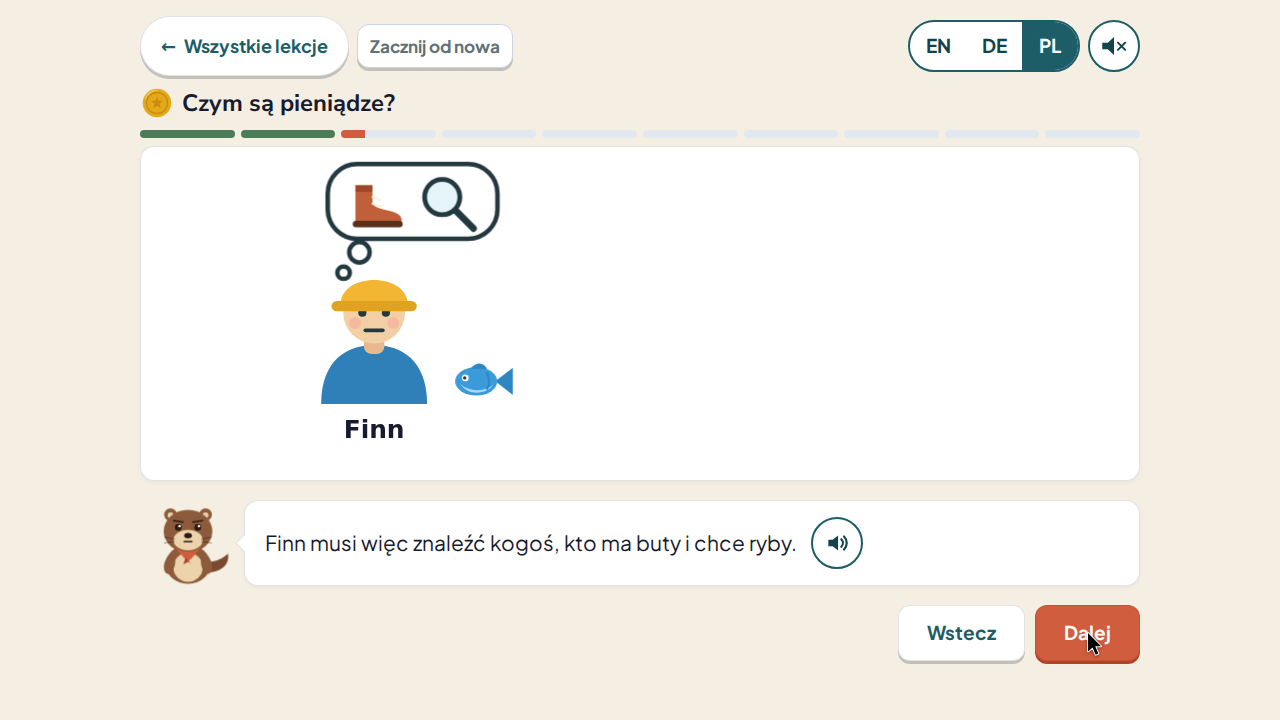 ← Wszystkie lekcje
Zacznij od nowa
EN DE PL
Czym są pieniądze?
Finn
Finn musi więc znaleźć kogoś, kto ma buty i chce ryby.
Wstecz
Dalej